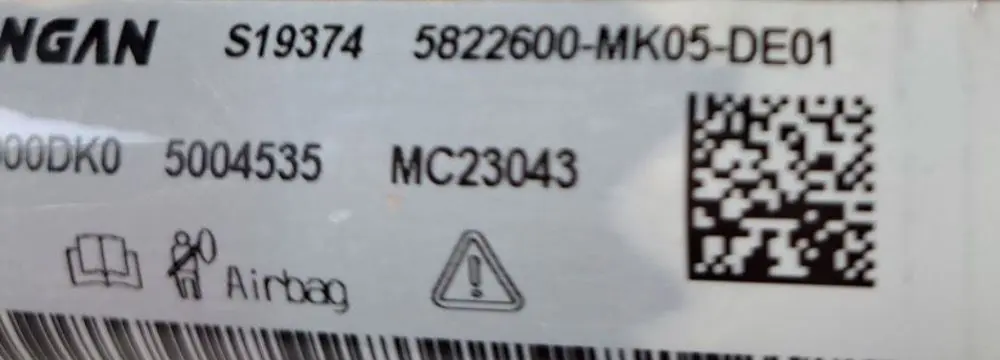 NGAN S19374 5822600-MK05-DE01
00DK0 5004535 MC23043
Airbag